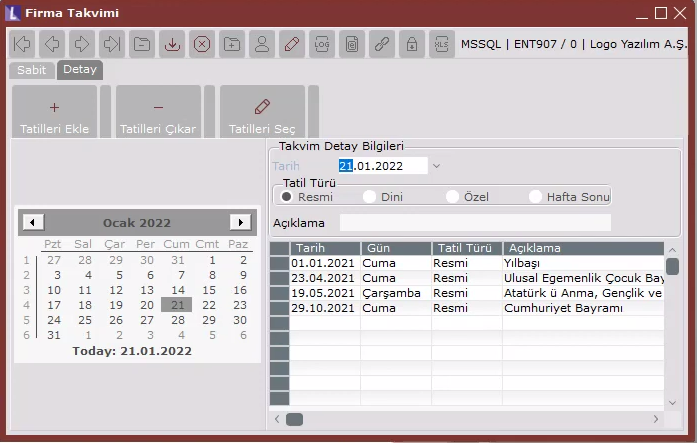 Firma Takvimi
LOG
XLS
MSSQL | ENT907 / 0 | Logo Yazılım A.Ş.
Sabit
Detay
Tatilleri Ekle
Tatilleri Çıkar
Tatilleri Seç
Takvim Detay Bilgileri
Tarih 21.01.2022
Tatil Türü
Resmi Dini Özel Hafta Sonu
Açıklama
Ocak 2022
Pzt Sal Çar Per Cum Cmt Paz
1 27 28 29 30 31 1 2
2 3 4 5 6 7 8 9
3 10 11 12 13 14 15 16
4 17 18 19 20 21 22 23
5 24 25 26 27 28 29 30
6 31 1 2 3 4 5 6
Today: 21.01.2022
Tarih Gün Tatil Türü Açıklama
01.01.2021 Cuma Resmi Yılbaşı
23.04.2021 Cuma Resmi Ulusal Egemenlik Çocuk Bay
19.05.2021 Çarşamba Resmi Atatürk ü Anma, Gençlik ve
29.10.2021 Cuma Resmi Cumhuriyet Bayramı